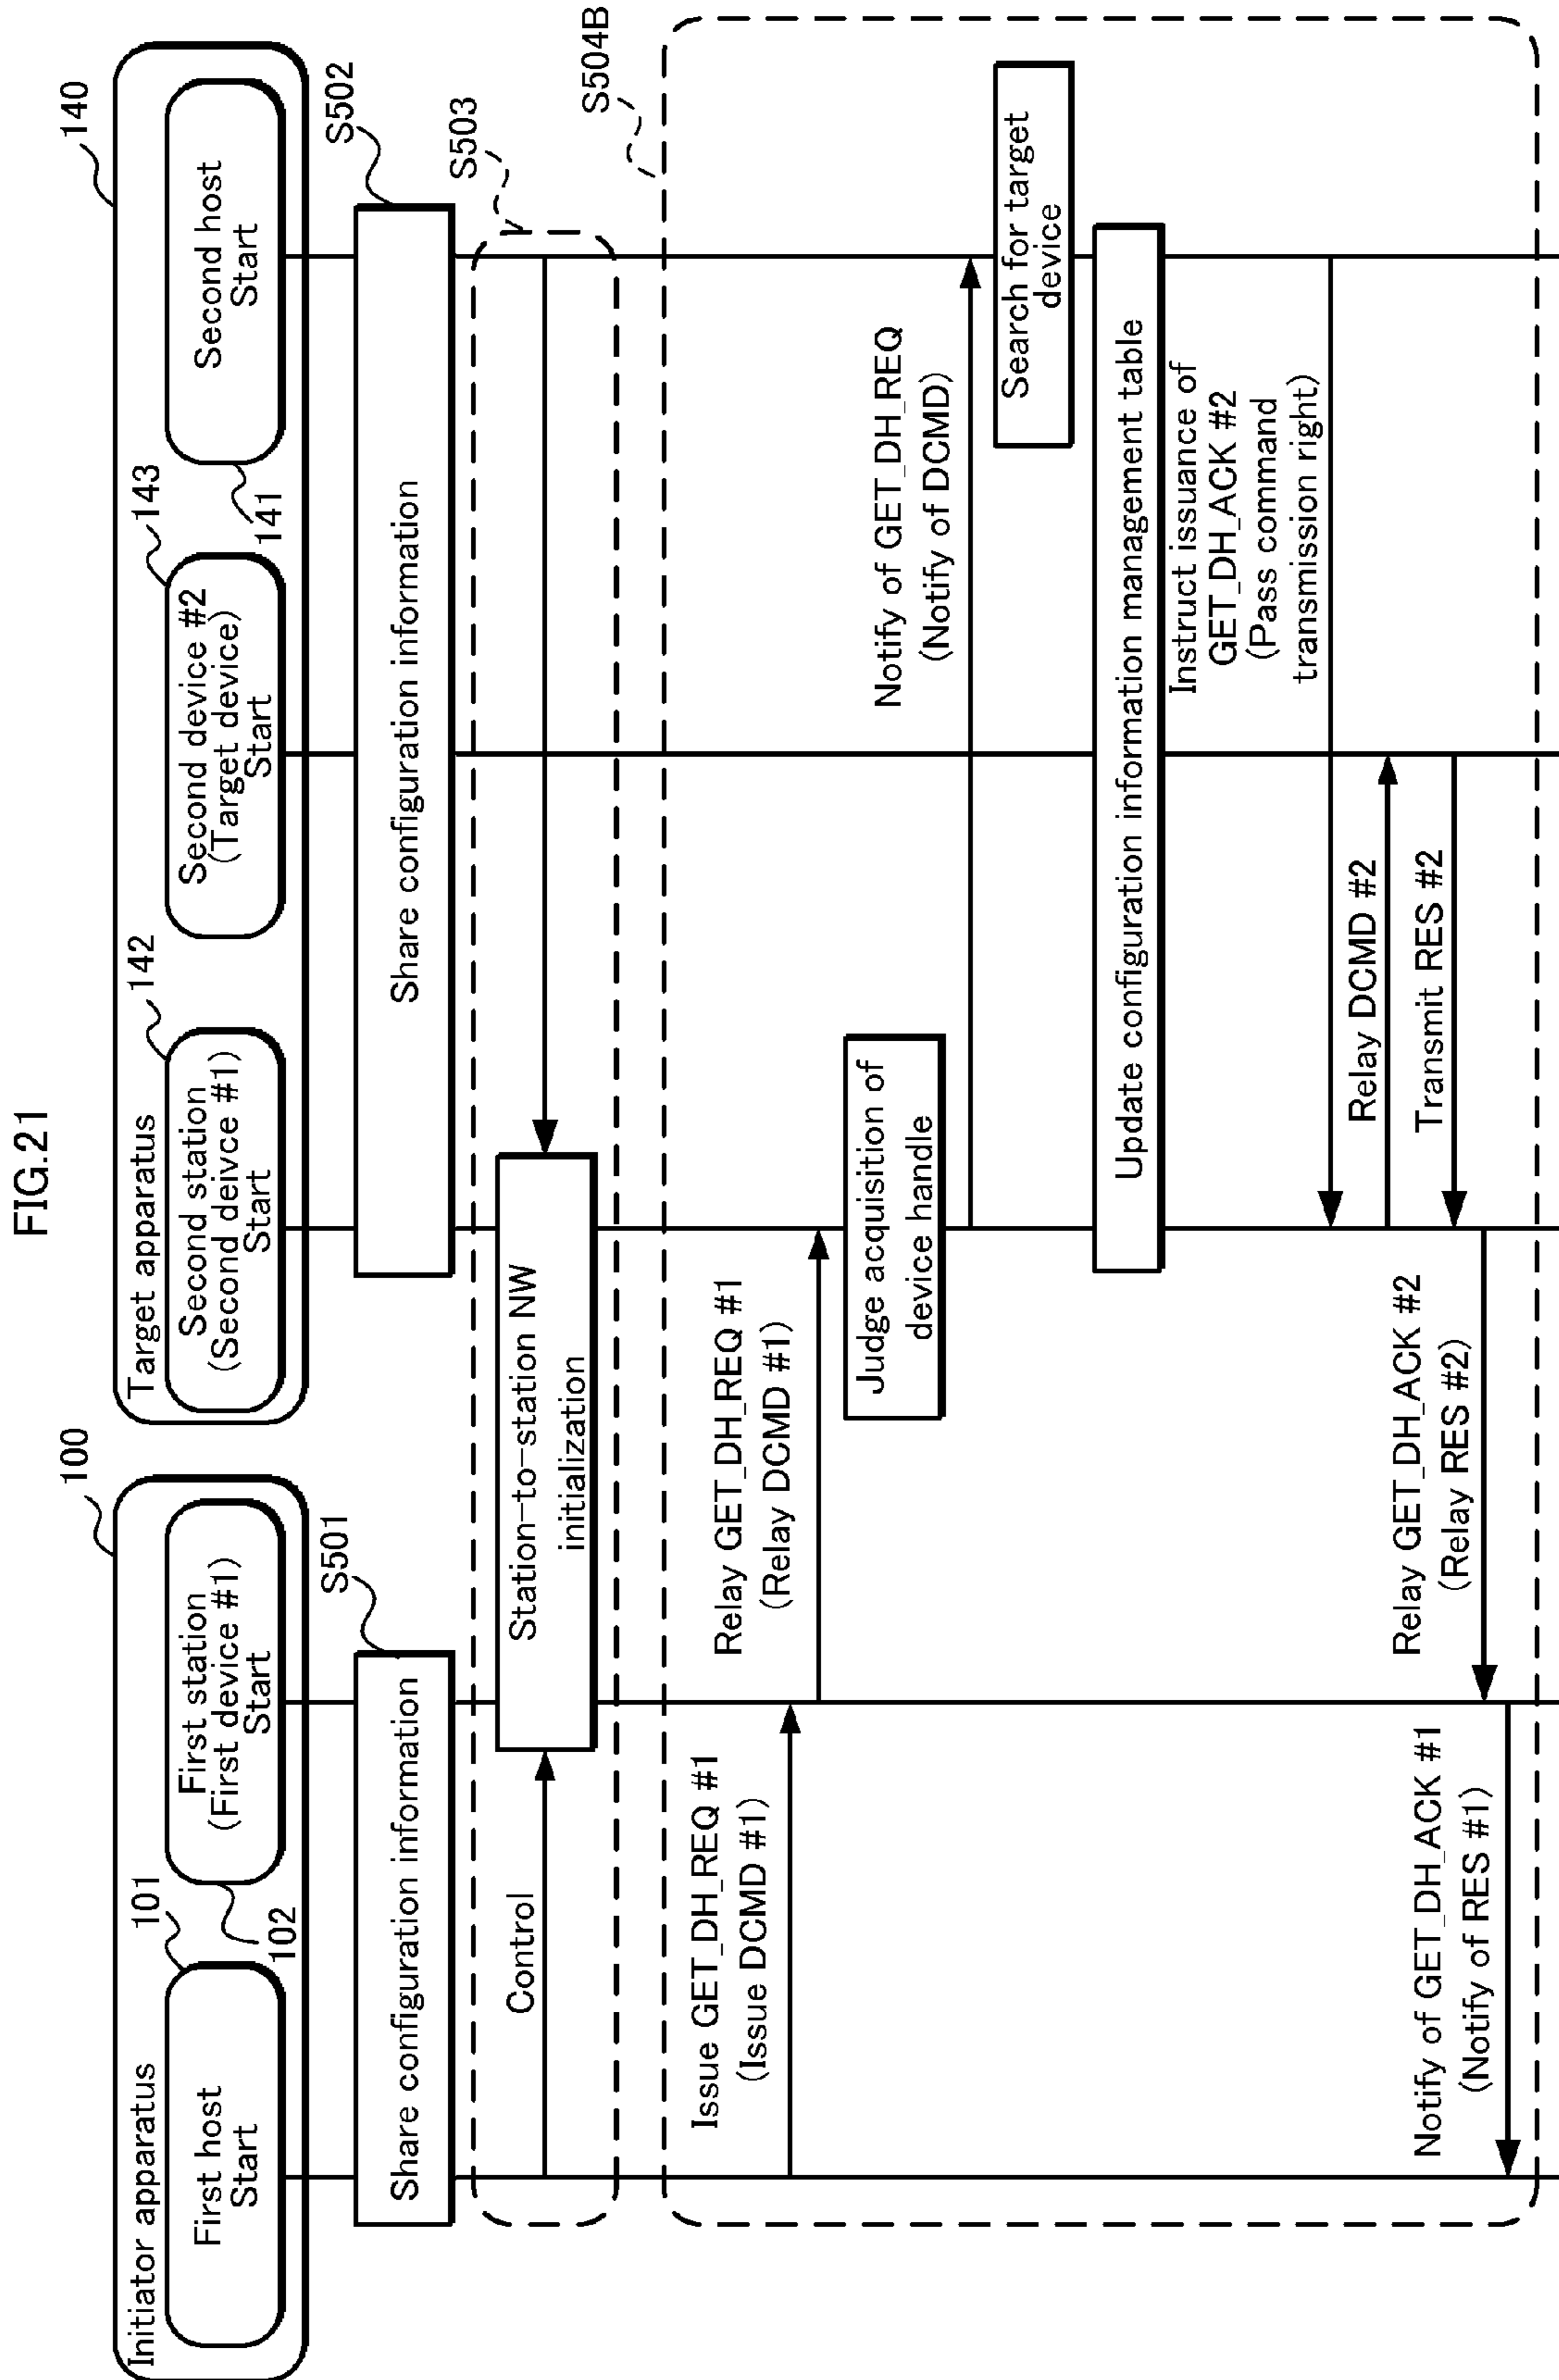 FIG.21
100
140
Initiator apparatus
101
First host
Start
First station
(First device #1)
Start
102
Target apparatus
142
Second station
(Second deivce #1)
Start
143
Second device #2
(Target device)
Start
Second host
Start
141
S501
Share configuration information
S502
Share configuration information
S503
Control
Station-to-station NW
initialization
S504B
Issue GET_DH_REQ #1
(Issue DCMD #1)
Relay GET_DH_REQ #1
(Relay DCMD #1)
Judge acquisition of
device handle
Notify of GET_DH_REQ
(Notify of DCMD)
Search for target
device
Update configuration information management table
Instruct issuance of
GET_DH_ACK #2
(Pass command
transmission right)
Relay DCMD #2
Transmit RES #2
Relay GET_DH_ACK #2
(Relay RES #2)
Notify of GET_DH_ACK #1
(Notify of RES #1)